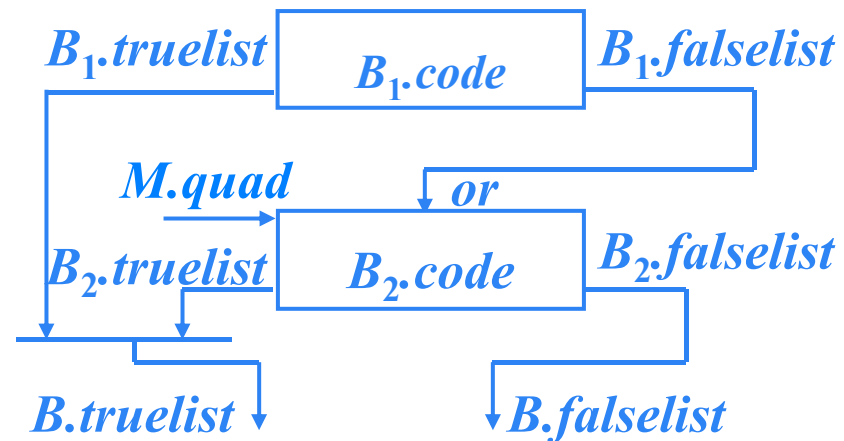 B₁.truelist
B₁.code
B₁.falselist
M.quad
or
B₂.truelist
B₂.code
B₂.falselist
B.truelist
B.falselist